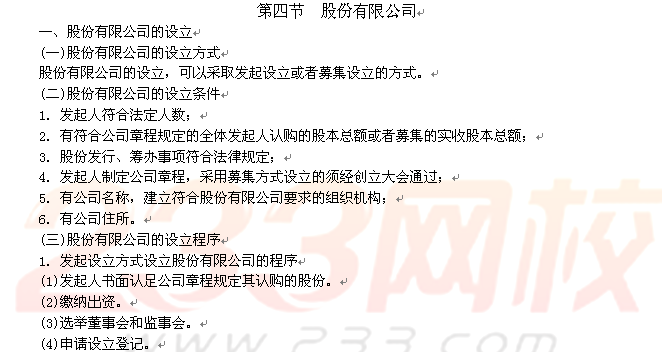 第四节　股份有限公司
一、股份有限公司的设立
(一)股份有限公司的设立方式
股份有限公司的设立，可以采取发起设立或者募集设立的方式。
(二)股份有限公司的设立条件
1. 发起人符合法定人数；
2. 有符合公司章程规定的全体发起人认购的股本总额或者募集的实收股本总额；
3. 股份发行、筹办事项符合法律规定；
4. 发起人制定公司章程，采用募集方式设立的须经创立大会通过；
5. 有公司名称，建立符合股份有限公司要求的组织机构；
6. 有公司住所。
(三)股份有限公司的设立程序
1. 发起设立方式设立股份有限公司的程序
(1)发起人书面认足公司章程规定其认购的股份。
(2)缴纳出资。
(3)选举董事会和监事会。
(4)申请设立登记。
233网校
www.233.com